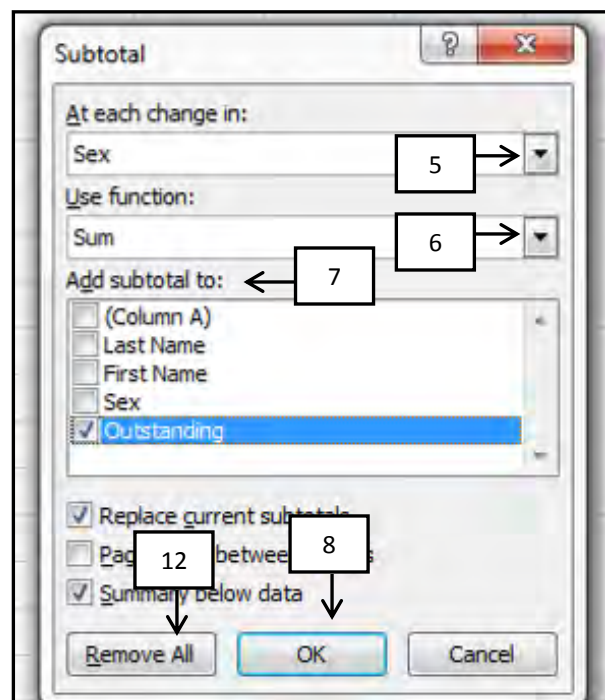 Subtotal
At each change in:
Sex
5
Use function:
Sum
6
Add subtotal to:
7
(Column A)
Last Name
First Name
Sex
Outstanding
Replace current
8
between
12
Summary below data
Remove All
OK
Cancel